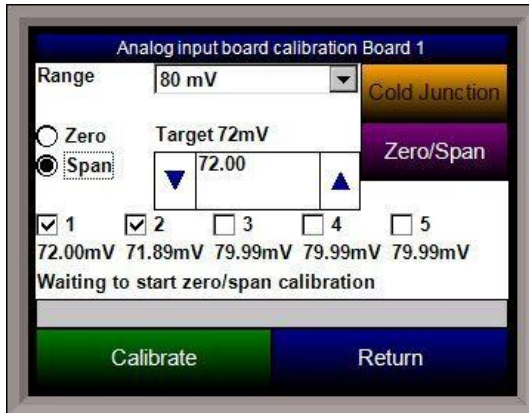 Analog input board calibration Board 1
Range 80 mV Cold Junction
Zero Target 72mV
Span 72.00 Zero/Span
1 2 3 4 5
72.00mV 71.89mV 79.99mV 79.99mV 79.99mV
Waiting to start zero/span calibration
Calibrate Return